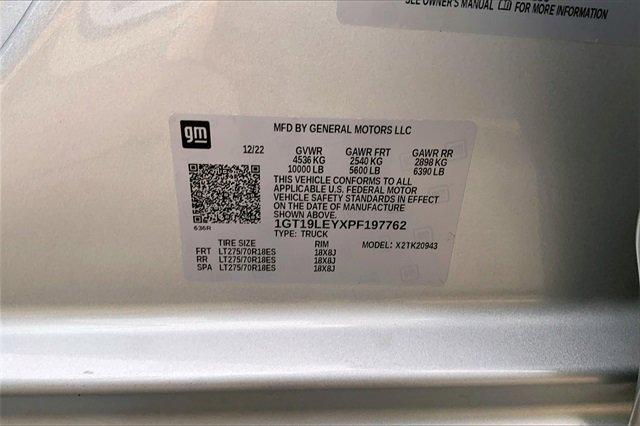 SEE OWNER'S MANUAL FOR MORE INFORMATION
gm
MFD BY GENERAL MOTORS LLC
12/22 GVWR GAWR FRT GAWR RR
4536 KG 2540 KG 2898 KG
10000 LB 5600 LB 6390 LB
THIS VEHICLE CONFORMS TO ALL
APPLICABLE U.S. FEDERAL MOTOR
VEHICLE SAFETY STANDARDS IN EFFECT
ON THE DATE OF MANUFACTURE
SHOWN ABOVE.
1GT19LEYXPF197762
636R
TYPE: TRUCK
TIRE SIZE RIM MODEL: X2TK20943
FRT LT275/70R18ES 18X8J
RR LT275/70R18ES 18X8J
SPA LT275/70R18ES 18X8J